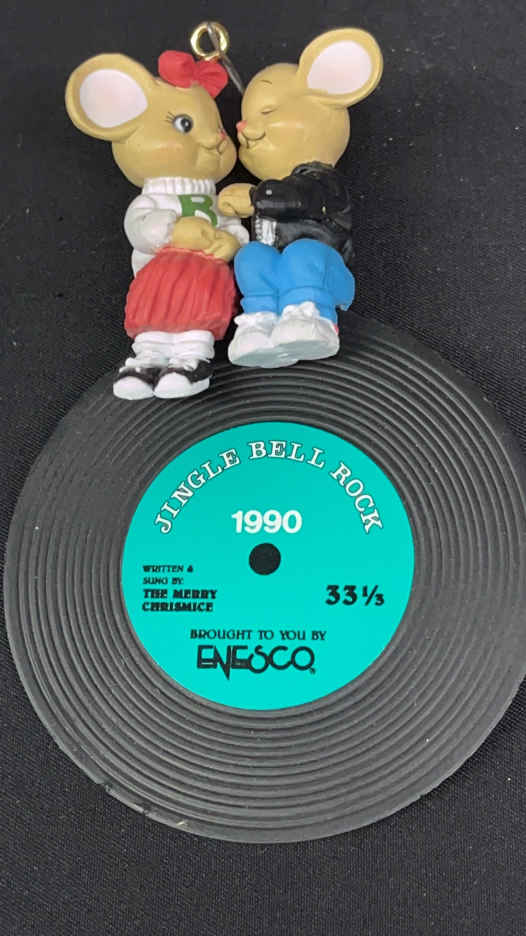 R
JINGLE BELL ROCK
1990
WRITTEN &
SUNG BY:
THE MERRY
CHRISMICE
33 1/3
BROUGHT TO YOU BY
ENESCO®